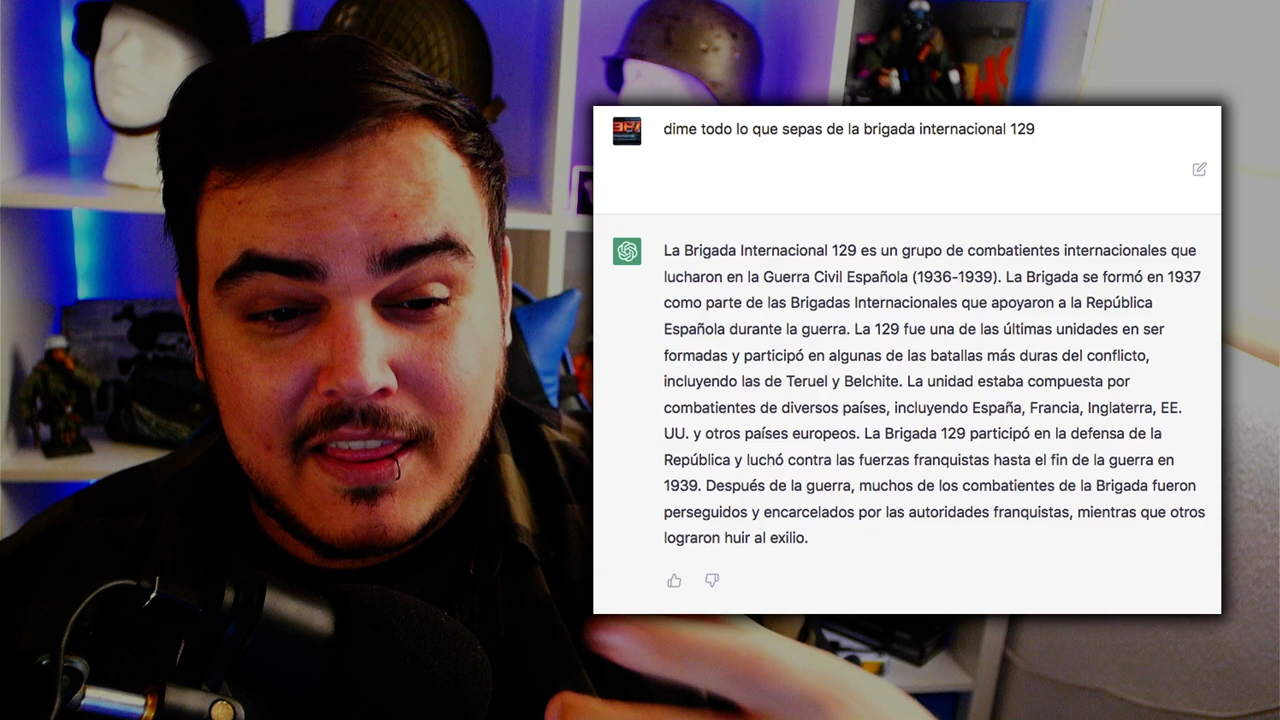 dime todo lo que sepas de la brigada internacional 129
La Brigada Internacional 129 es un grupo de combatientes internacionales que
lucharon en la Guerra Civil Española (1936-1939). La Brigada se formó en 1937
como parte de las Brigadas Internacionales que apoyaron a la República
Española durante la guerra. La 129 fue una de las últimas unidades en ser
formadas y participó en algunas de las batallas más duras del conflicto,
incluyendo las de Teruel y Belchite. La unidad estaba compuesta por
combatientes de diversos países, incluyendo España, Francia, Inglaterra, EE.
UU. y otros países europeos. La Brigada 129 participó en la defensa de la
República y luchó contra las fuerzas franquistas hasta el fin de la guerra en
1939. Después de la guerra, muchos de los combatientes de la Brigada fueron
perseguidos y encarcelados por las autoridades franquistas, mientras que otros
lograron huir al exilio.